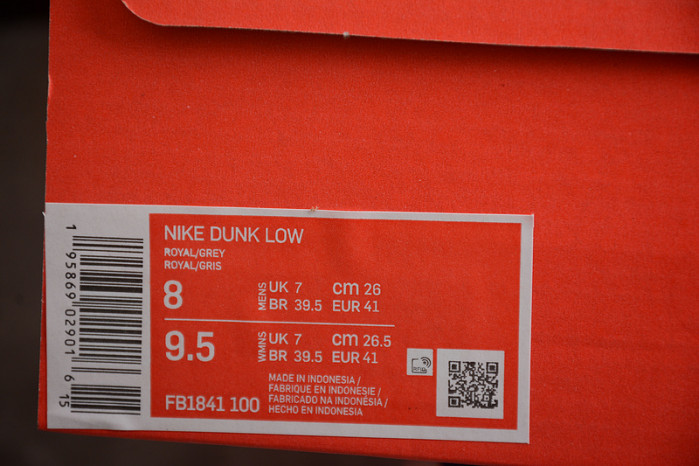 NIKE DUNK LOW
ROYAL/GREY
ROYAL/GRIS
8 MENS UK 7 cm 26
BR 39.5 EUR 41
9.5 WMNS UK 7 cm 26.5
BR 39.5 EUR 41
MADE IN INDONESIA /
FABRIQUE EN INDONESIE /
FABRICADO NA INDONÉSIA /
HECHO EN INDONESIA
FB1841 100
1 95869 02901 6 15